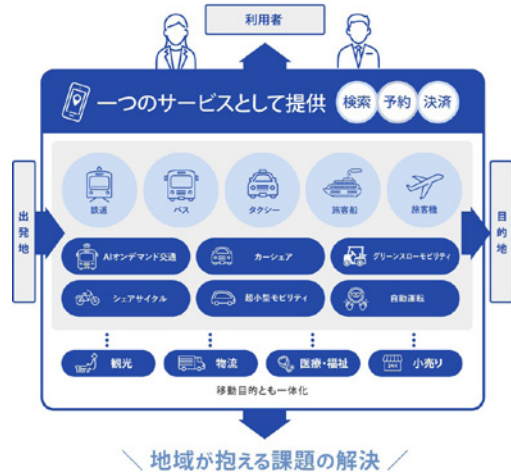 利用者
一つのサービスとして提供 検索 予約 決済
出発地
目的地
鉄道 バス タクシー 旅客船 旅客機
AIオンデマンド交通 カーシェア グリーンスローモビリティ
シェアサイクル 超小型モビリティ 自動運転
観光 物流 医療・福祉 小売り
移動目的とも一体化
地域が抱える課題の解決